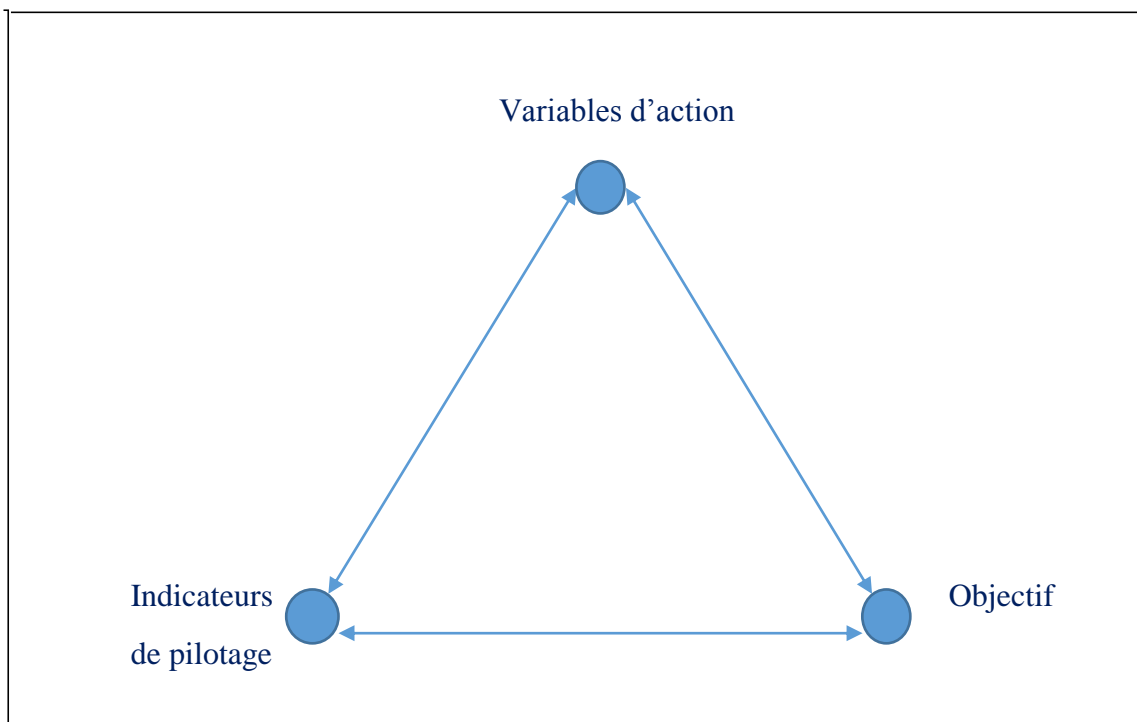 Variables d’action
Indicateurs
de pilotage
Objectif